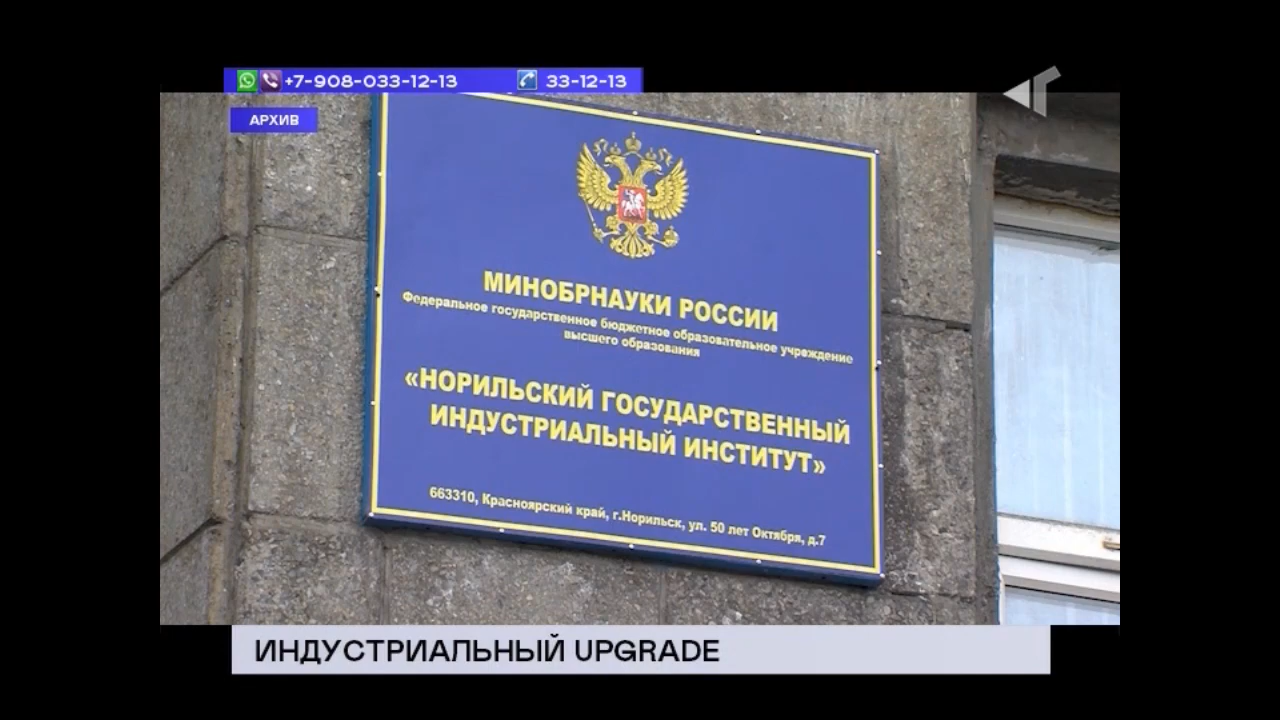 +7-908-033-12-13 33-12-13
АРХИВ
МИНОБРНАУКИ РОССИИ
Федеральное государственное бюджетное образовательное учреждение
высшего образования
«НОРИЛЬСКИЙ ГОСУДАРСТВЕННЫЙ
ИНДУСТРИАЛЬНЫЙ ИНСТИТУТ»
663310, Красноярский край, г.Норильск, ул. 50 лет Октября, д.7
ИНДУСТРИАЛЬНЫЙ UPGRADE